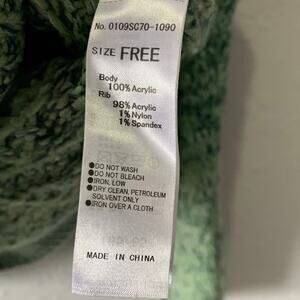 No. 0109SC70-1090
SIZE FREE
Body
100% Acrylic
Rib
98% Acrylic
1% Nylon
1% Spandex
●DO NOT WASH
●DO NOT BLEACH
●IRON, LOW
●DRY CLEAN, PETROLEUM
SOLVENT ONLY
●IRON OVER A CLOTH
MADE IN CHINA